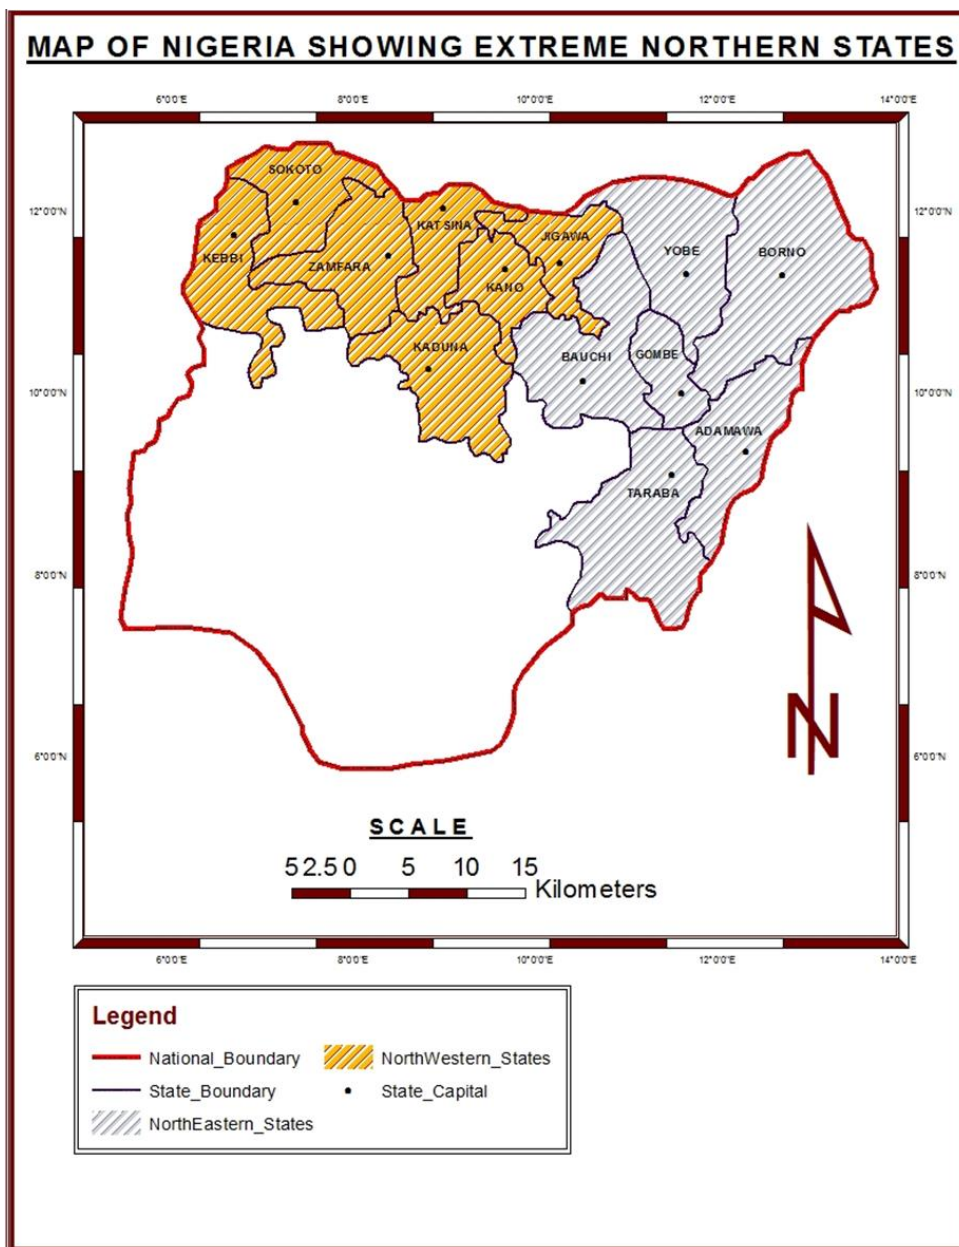 MAP OF NIGERIA SHOWING EXTREME NORTHERN STATES
6°0'0"E 8°0'0"E 10°0'0"E 12°0'0"E 14°0'0"E
SOKOTO
12°0'0"N 12°0'0"N
KATSINA
JIGAWA
YOBE
BORNO
KEBBI
ZAMFARA
KANO
KADUNA
BAUCHI
GOMBE
10°0'0"N 10°0'0"N
ADAMAWA
TARABA
8°0'0"N 8°0'0"N
N
6°0'0"N 6°0'0"N
SCALE
5 2.5 0 5 10 15
Kilometers
6°0'0"E 8°0'0"E 10°0'0"E 12°0'0"E 14°0'0"E
Legend
National_Boundary NorthWestern_States
State_Boundary State_Capital
NorthEastern_States